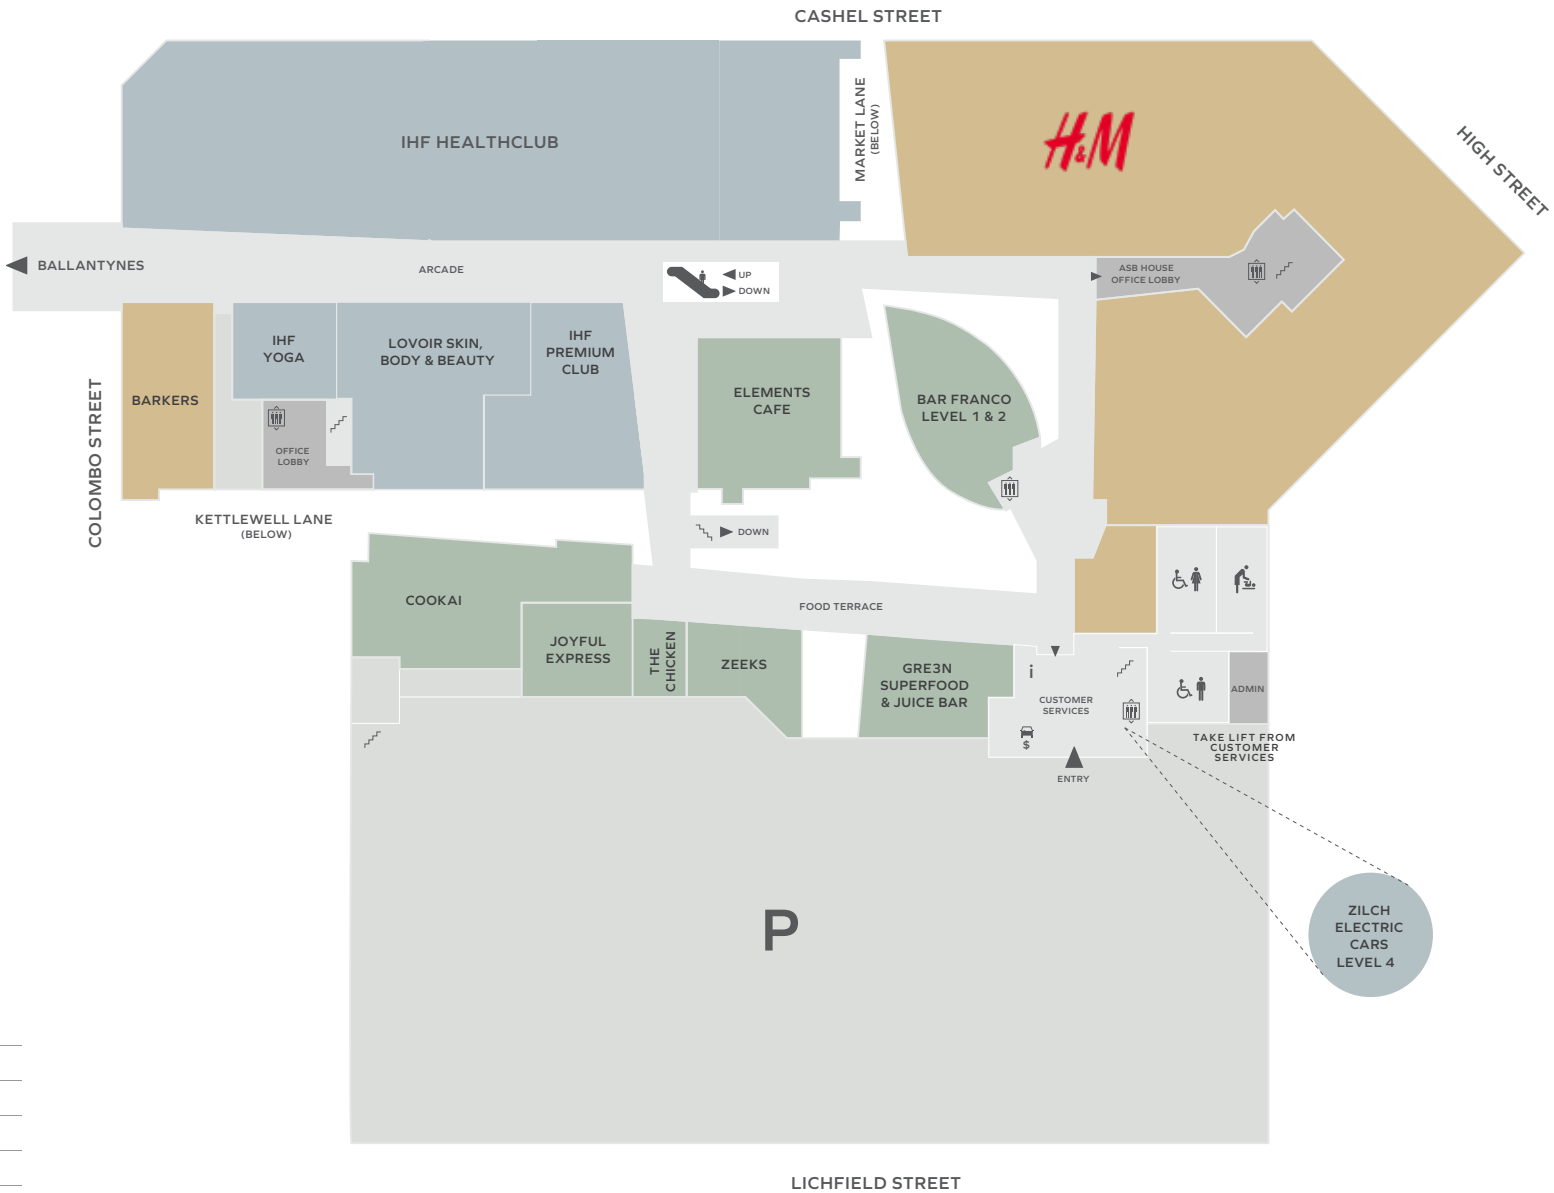 CASHEL STREET
IHF HEALTHCLUB
MARKET LANE
(BELOW)
H&M
HIGH STREET
BALLANTYNES
ARCADE
UP
DOWN
ASB HOUSE
OFFICE LOBBY
COLOMBO STREET
BARKERS
IHF
YOGA
LOVOIR SKIN,
BODY & BEAUTY
IHF
PREMIUM
CLUB
ELEMENTS
CAFE
BAR FRANCO
LEVEL 1 & 2
OFFICE
LOBBY
KETTLEWELL LANE
(BELOW)
DOWN
COOKAI
JOYFUL
EXPRESS
THE
CHICKEN
ZEEKS
FOOD TERRACE
GRE3N
SUPERFOOD
& JUICE BAR
i
CUSTOMER
SERVICES
$
ENTRY
ADMIN
TAKE LIFT FROM
CUSTOMER
SERVICES
P
ZILCH
ELECTRIC
CARS
LEVEL 4
LICHFIELD STREET